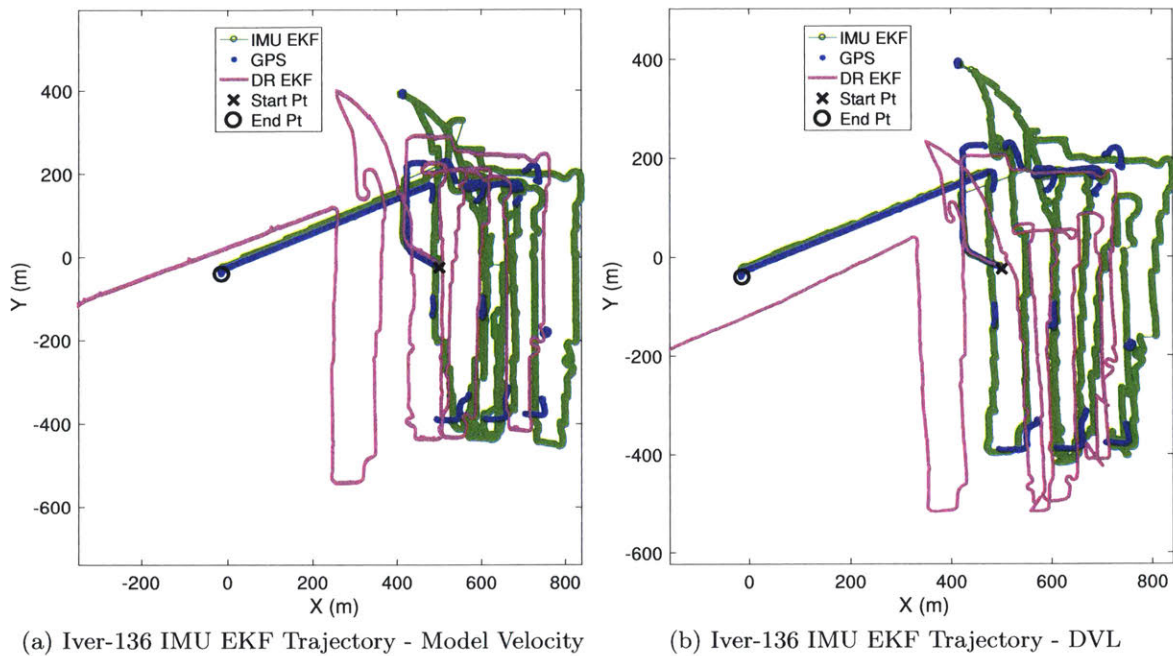 IMU EKF
GPS
DR EKF
Start Pt
End Pt
400
200
0
-200
-400
-600
Y (m)
-200
0
200
400
600
800
X (m)
(a) Iver-136 IMU EKF Trajectory - Model Velocity
IMU EKF
GPS
DR EKF
Start Pt
End Pt
400
200
0
-200
-400
-600
Y (m)
0
200
400
600
800
X (m)
(b) Iver-136 IMU EKF Trajectory - DVL